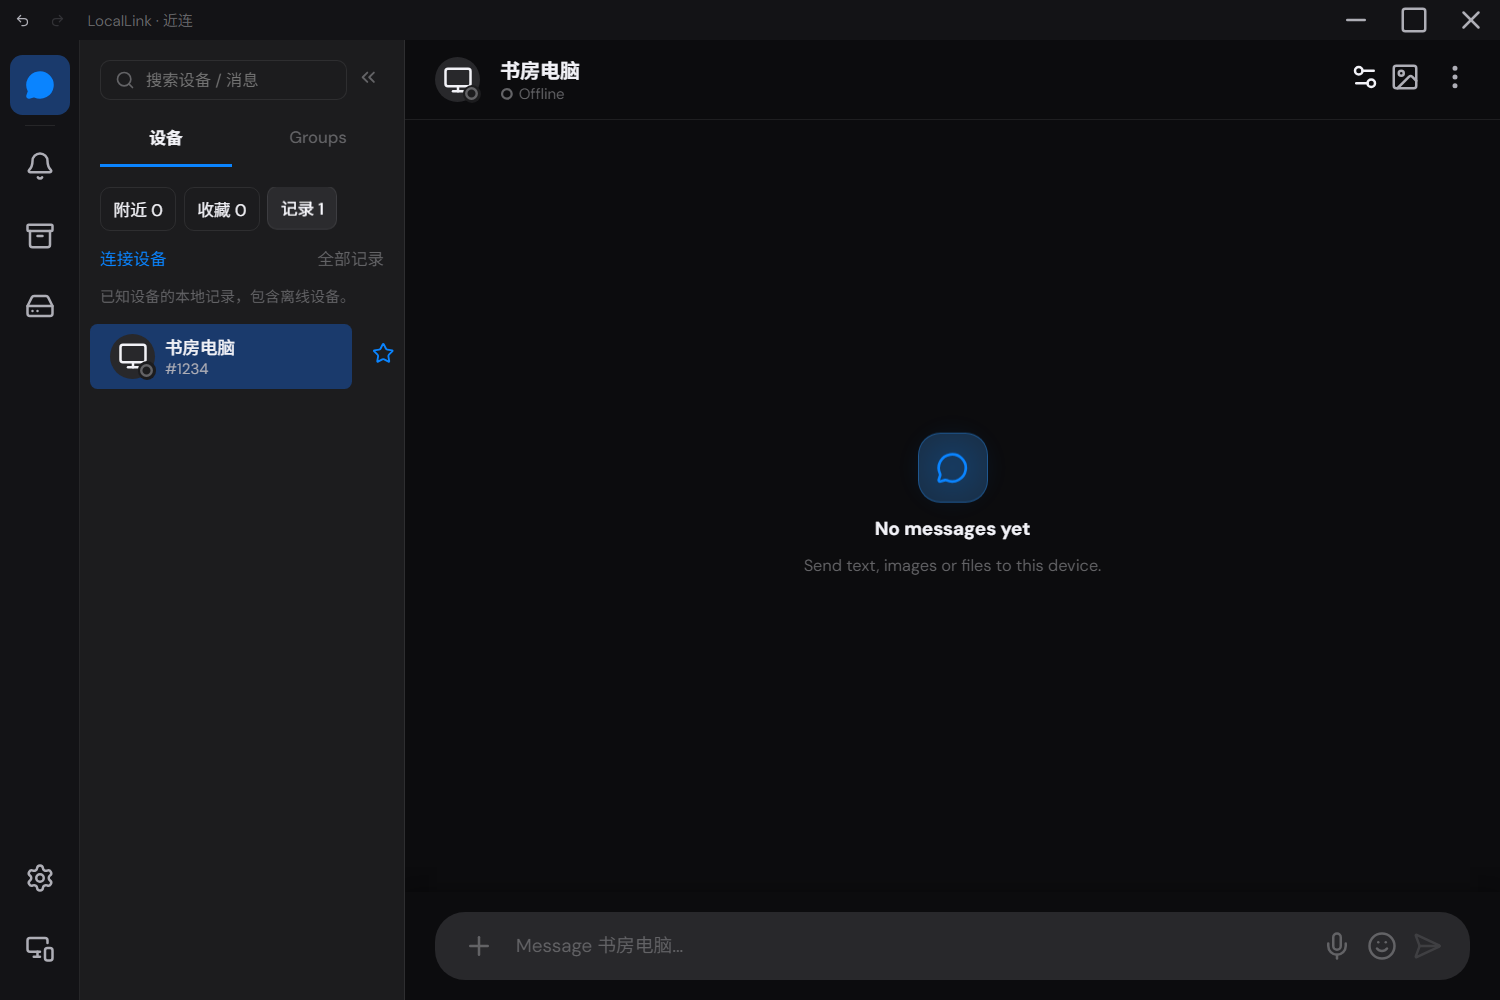 LocalLink · 近连
搜索设备 / 消息
设备
Groups
附近 0
收藏 0
记录 1
连接设备
全部记录
已知设备的本地记录，包含离线设备。
书房电脑
#1234
书房电脑
Offline
No messages yet
Send text, images or files to this device.
Message 书房电脑...